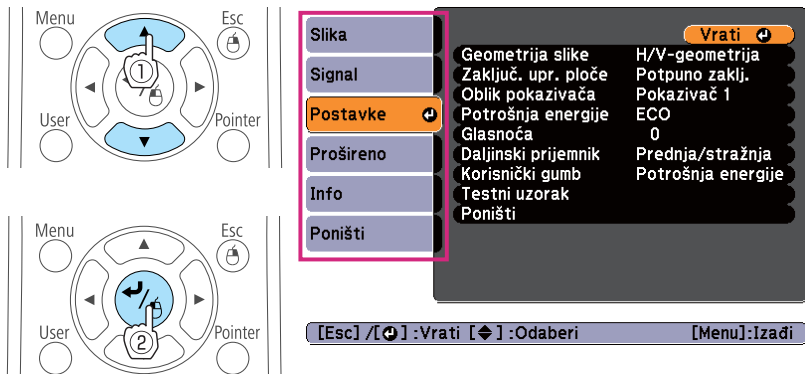 Menu
Esc
1
User
Pointer
Menu
Esc
User
Pointer
2
Slika
Signal
Postavke
Prošireno
Info
Poništi
Vrati
Geometrija slike H/V-geometrija
Zaključ. upr. ploče Potpuno zaklj.
Oblik pokazivača Pokazivač 1
Potrošnja energije ECO
Glasnoća 0
Daljinski prijemnik Prednja/stražnja
Korisnički gumb Potrošnja energije
Testni uzorak
Poništi
[Esc] /[ ] :Vrati [ ] :Odaberi [Menu]:Izađi